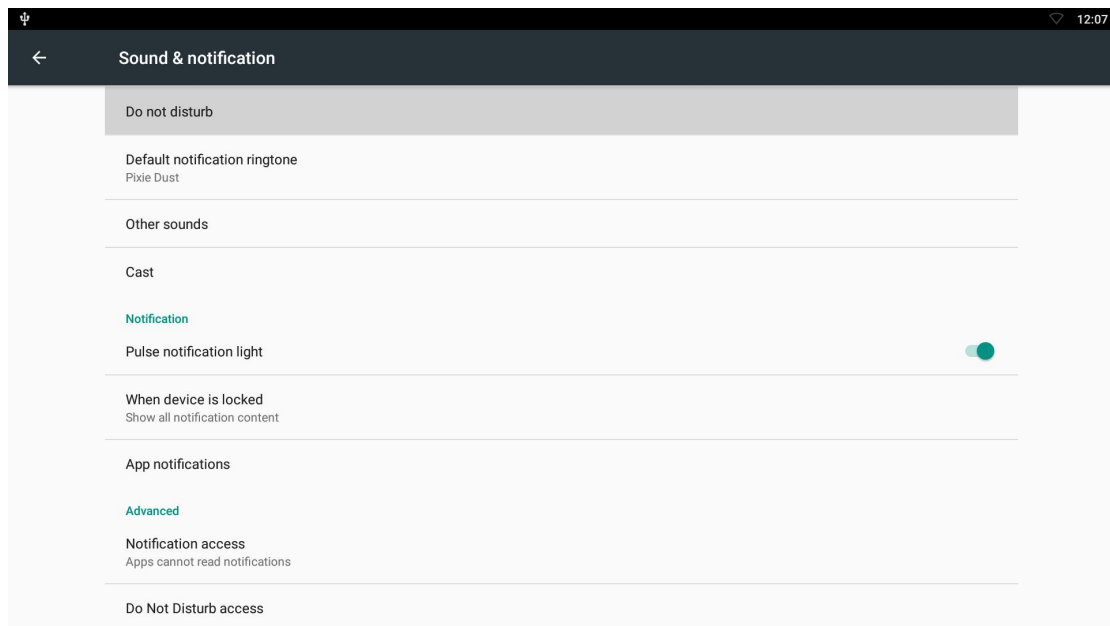 12:07
Sound & notification
Do not disturb
Default notification ringtone
Pixie Dust
Other sounds
Cast
Notification
Pulse notification light
When device is locked
Show all notification content
App notifications
Advanced
Notification access
Apps cannot read notifications
Do Not Disturb access